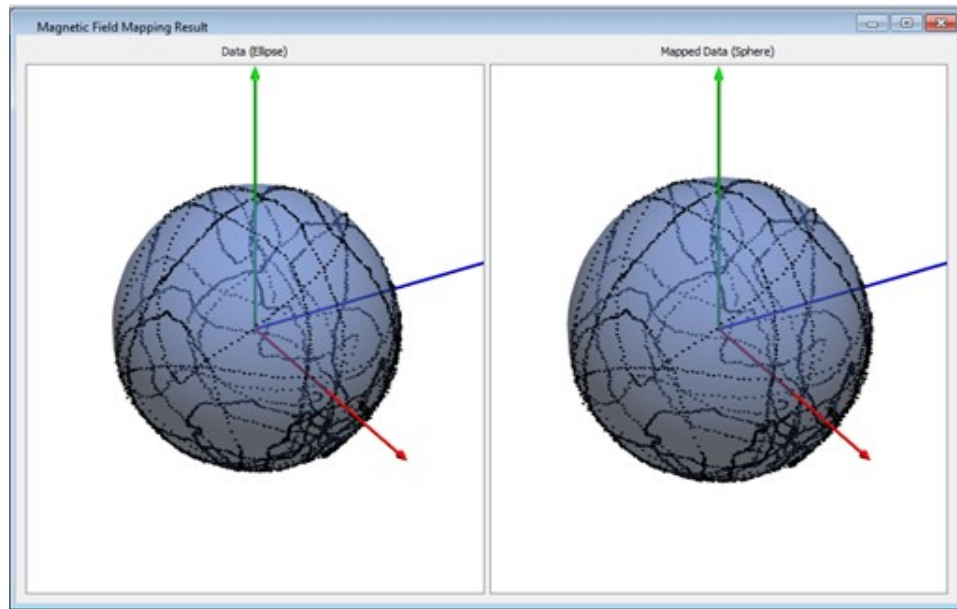 Magnetic Field Mapping Result
Data (Ellipse)
Mapped Data (Sphere)